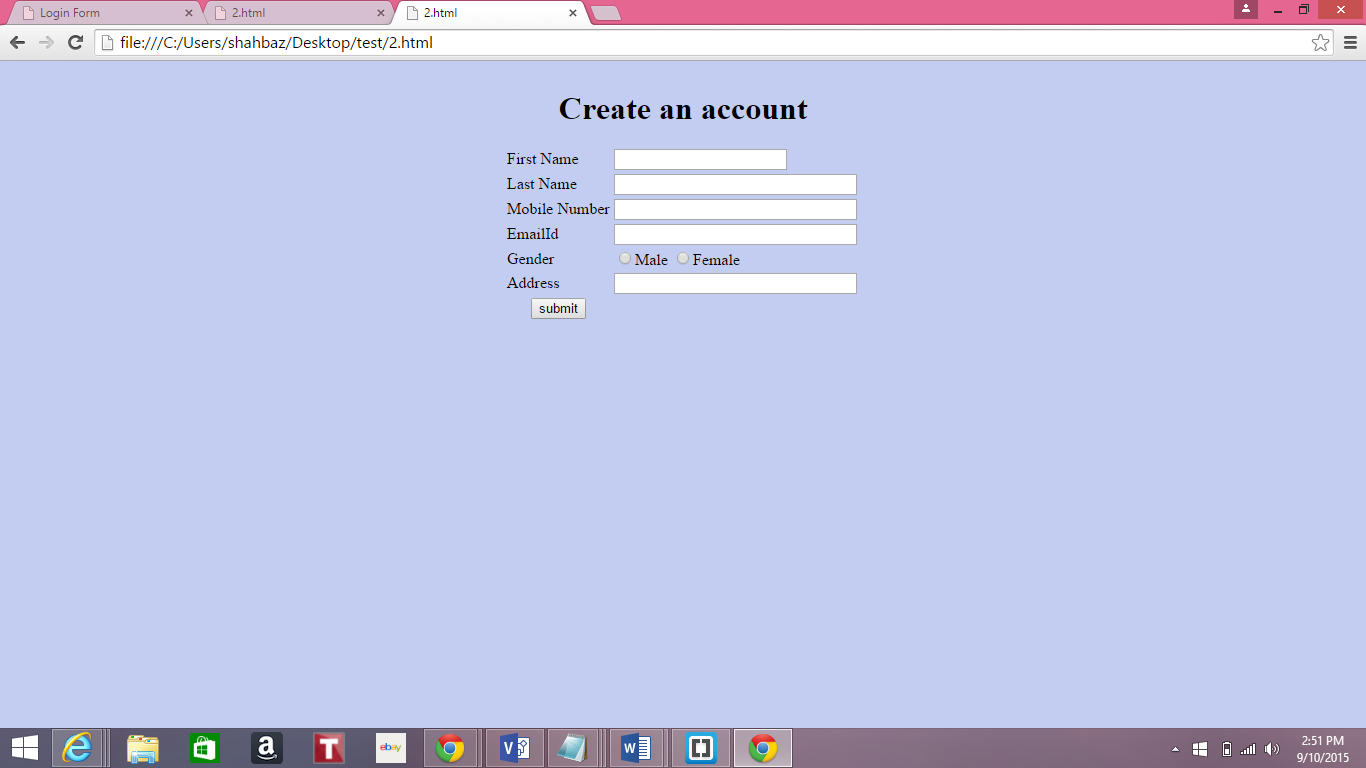 Login Form
2.html
2.html
file:///C:/Users/shahbaz/Desktop/test/2.html
Create an account
First Name
Last Name
Mobile Number
EmailId
Gender Male Female
Address
submit
a T ebay V W
2:51 PM
9/10/2015